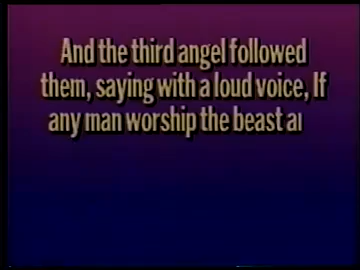 And the third angel followed
them, saying with a loud voice, If
any man worship the beast a